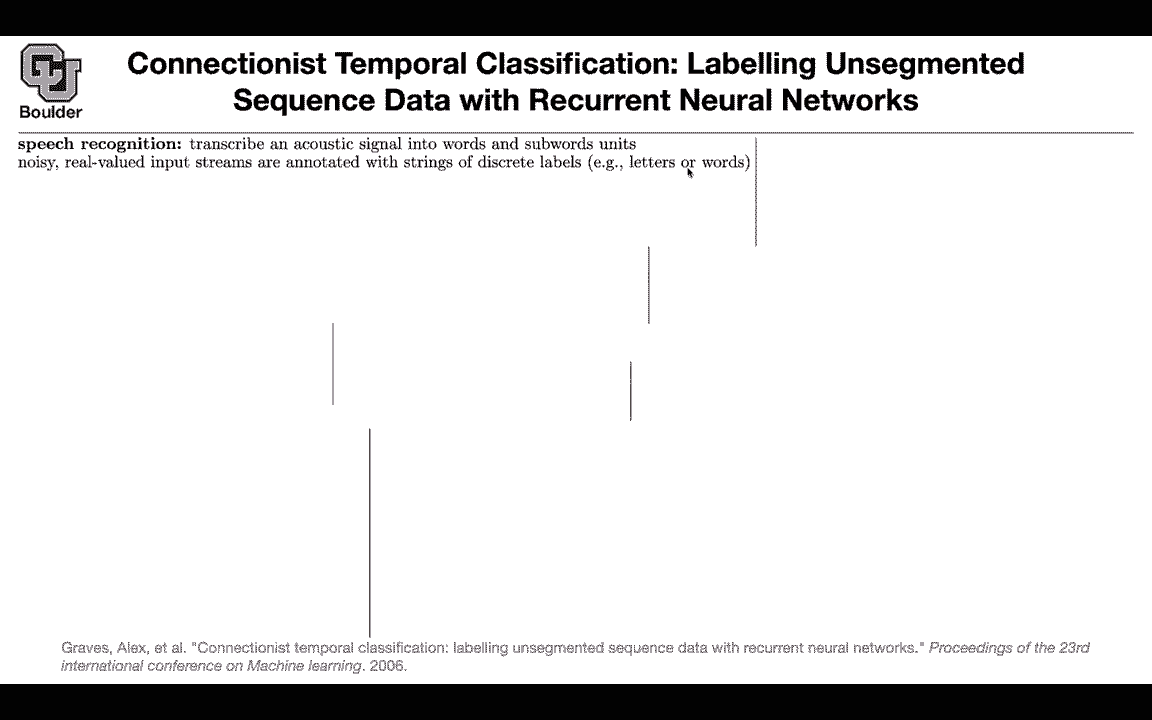 Connectionist Temporal Classification: Labelling Unsegmented
Sequence Data with Recurrent Neural Networks
CU
Boulder
speech recognition: transcribe an acoustic signal into words and subwords units
noisy, real-valued input streams are annotated with strings of discrete labels (e.g., letters or words)
Graves, Alex, et al. "Connectionist temporal classification: labelling unsegmented sequence data with recurrent neural networks." Proceedings of the 23rd
international conference on Machine learning. 2006.